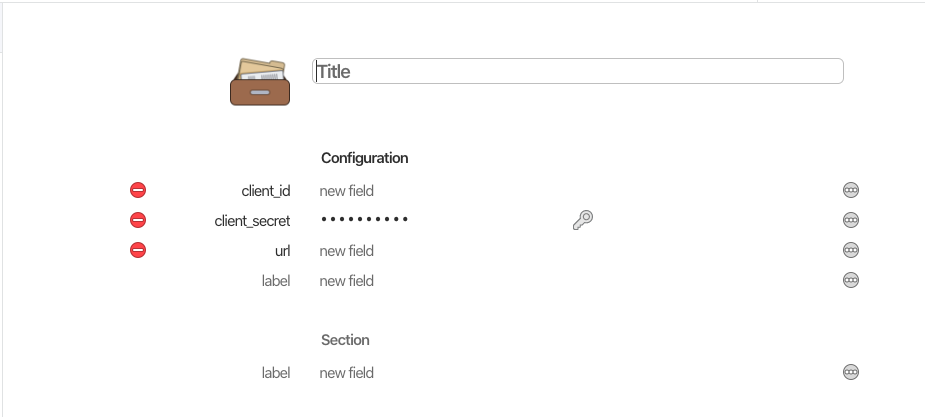 Title
Configuration
client_id new field
client_secret ••••••••••
url new field
label new field
Section
label new field